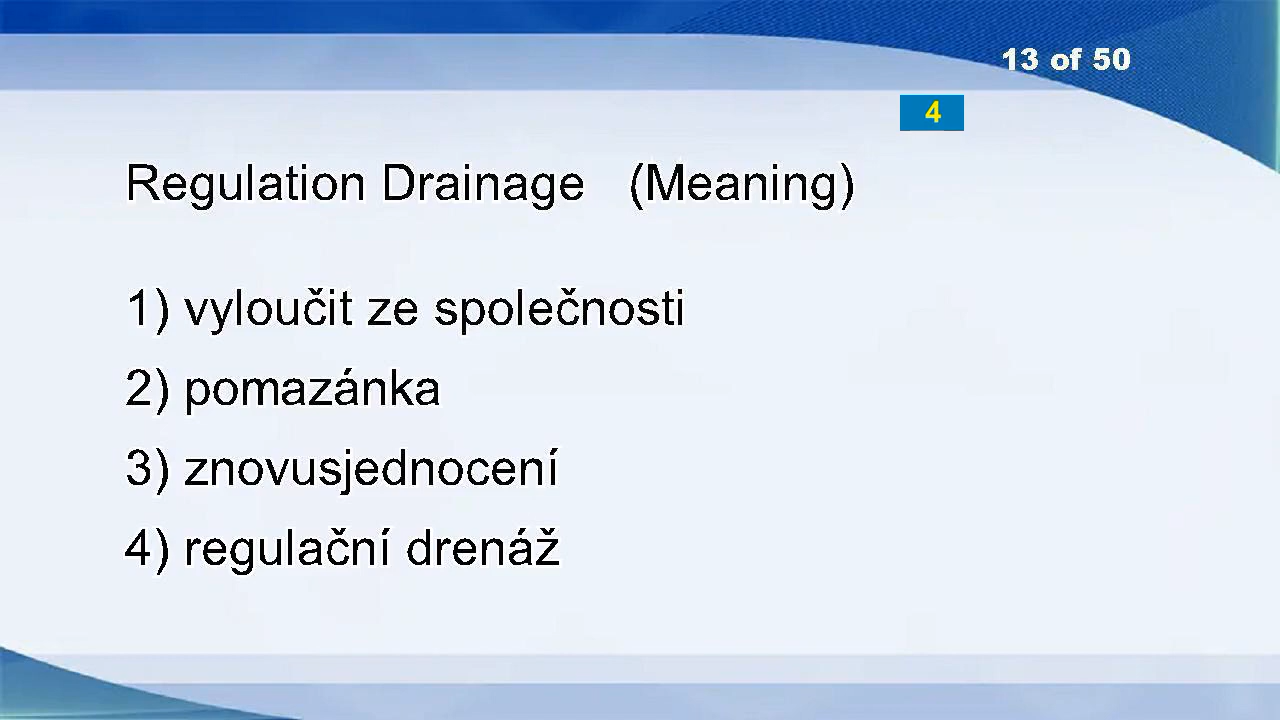 13 of 50
4
Regulation Drainage (Meaning)
1) vyloučit ze společnosti
2) pomazánka
3) znovusjednocení
4) regulační drenáž